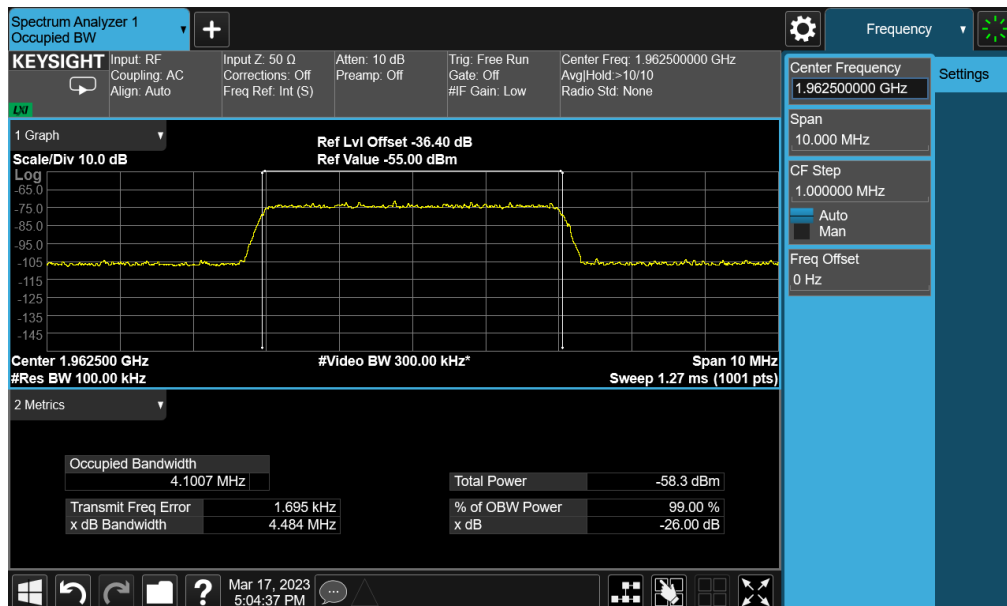 Spectrum Analyzer 1
Occupied BW
Frequency
KEYSIGHT
LXI
Input: RF
Coupling: AC
Align: Auto
Input Z: 50 Ω
Corrections: Off
Freq Ref: Int (S)
Atten: 10 dB
Preamp: Off
Trig: Free Run
Gate: Off
#IF Gain: Low
Center Freq: 1.962500000 GHz
Avg|Hold:>10/10
Radio Std: None
Center Frequency
1.962500000 GHz
Settings
Span
10.000 MHz
CF Step
1.000000 MHz
Auto
Man
Freq Offset
0 Hz
1 Graph
Scale/Div 10.0 dB
Ref Lvl Offset -36.40 dB
Ref Value -55.00 dBm
Log
-65.0
-75.0
-85.0
-95.0
-105
-115
-125
-135
-145
Center 1.962500 GHz
#Video BW 300.00 kHz*
Span 10 MHz
#Res BW 100.00 kHz
Sweep 1.27 ms (1001 pts)
2 Metrics
Occupied Bandwidth
4.1007 MHz
Total Power -58.3 dBm
Transmit Freq Error 1.695 kHz
% of OBW Power 99.00 %
x dB Bandwidth 4.484 MHz
x dB -26.00 dB
Mar 17, 2023
5:04:37 PM